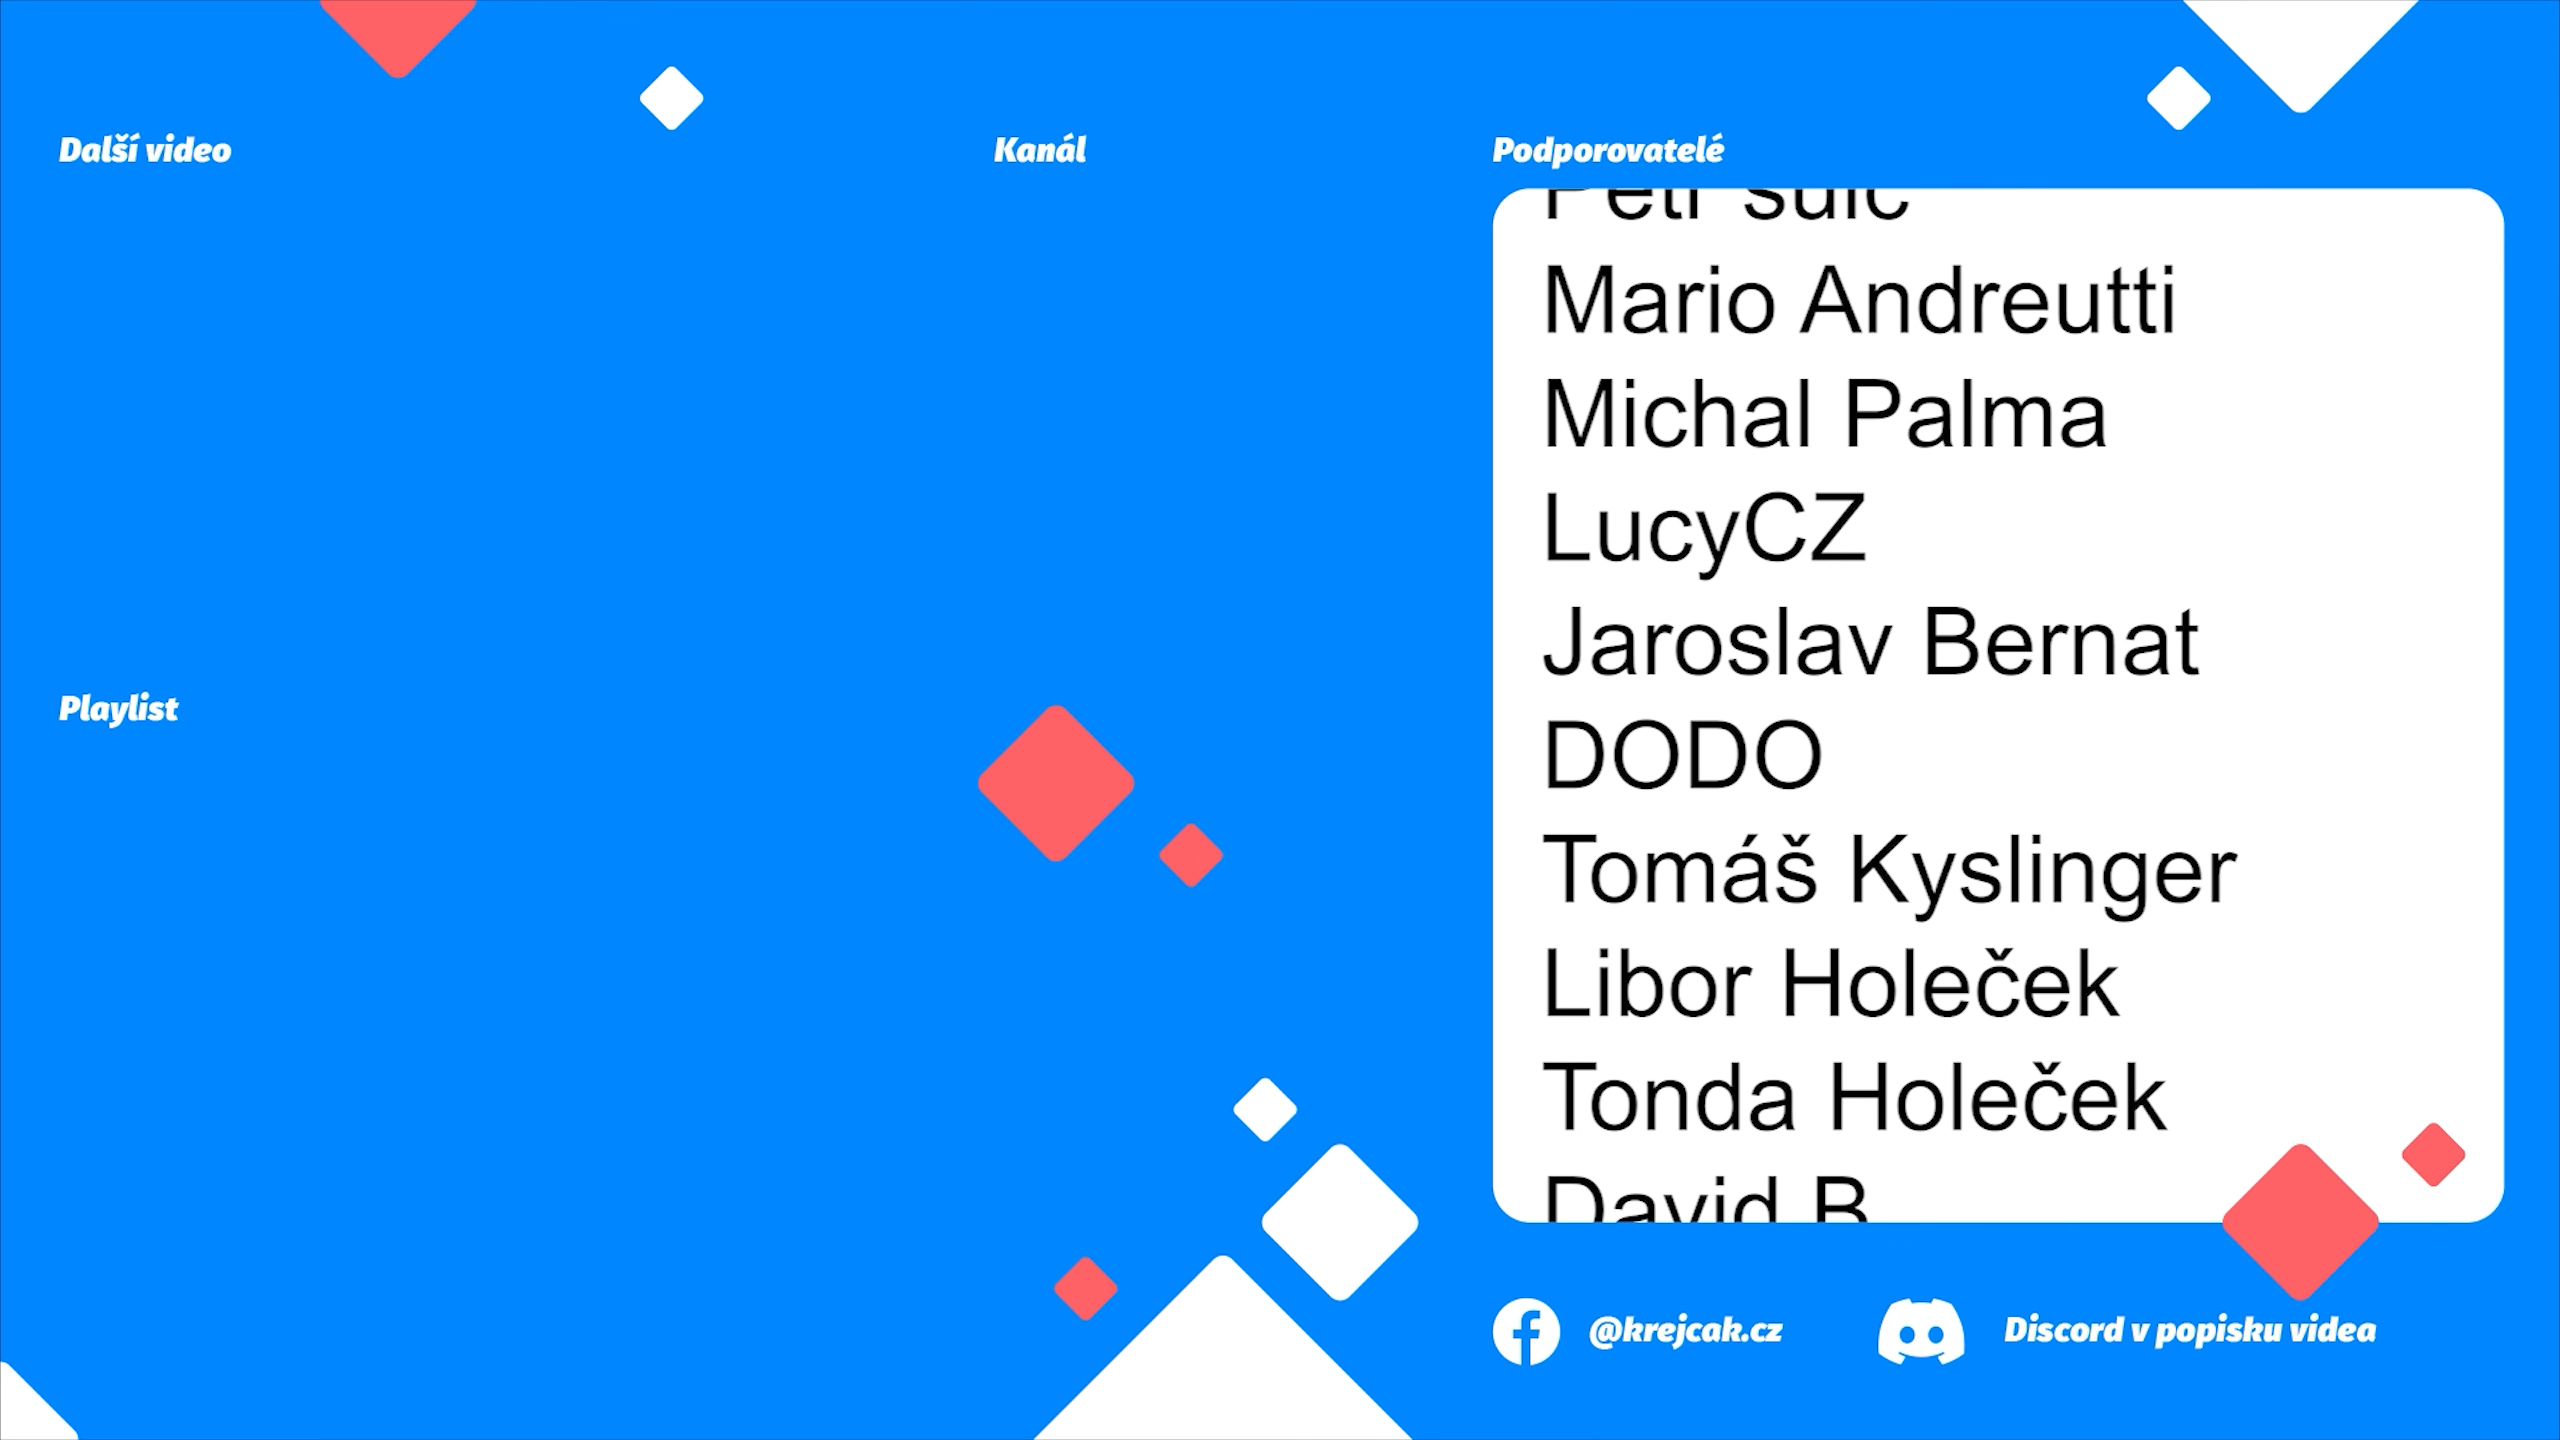 Další video
Kanál
Podporovatelé
Mario Andreutti
Michal Palma
LucyCZ
Jaroslav Bernat
DODO
Tomáš Kyslinger
Libor Holeček
Tonda Holeček
David B
Playlist
@krejcak.cz
Discord v popisku videa